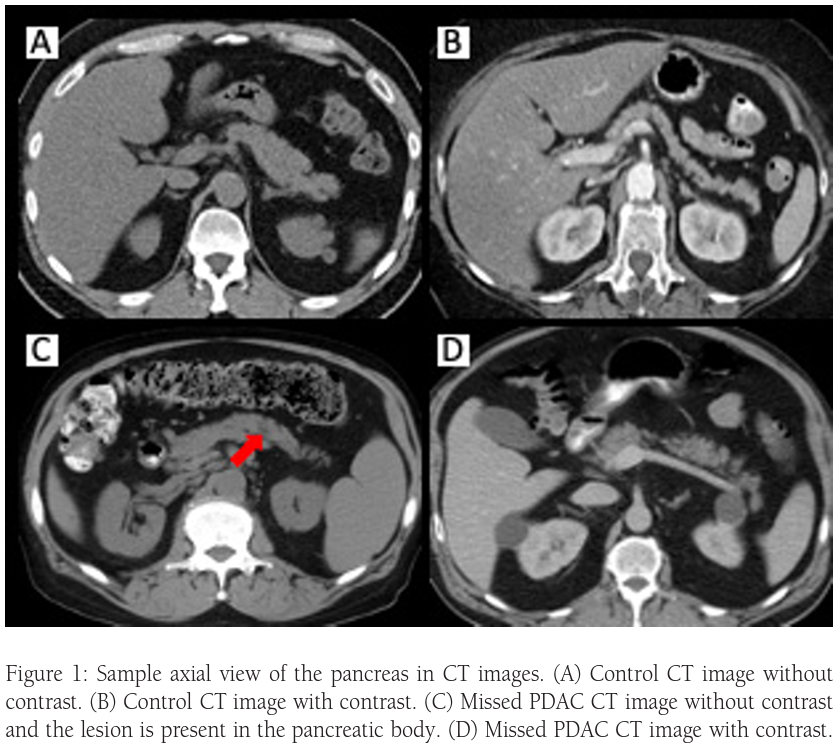 A
B
C
D
Figure 1: Sample axial view of the pancreas in CT images. (A) Control CT image without
contrast. (B) Control CT image with contrast. (C) Missed PDAC CT image without contrast
and the lesion is present in the pancreatic body. (D) Missed PDAC CT image with contrast.